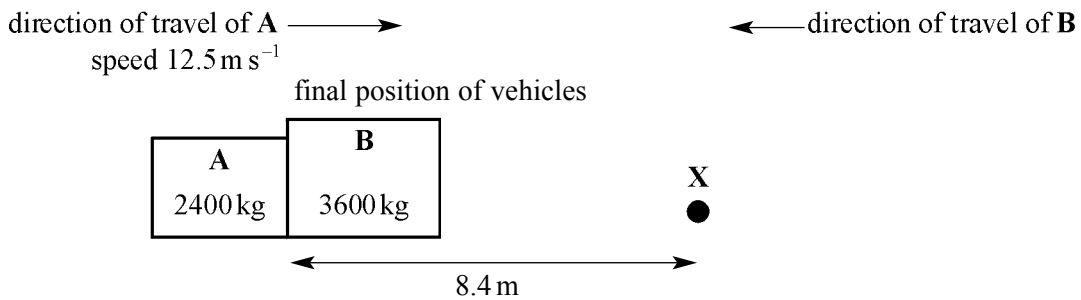 direction of travel of A
direction of travel of B
speed 12.5 m s⁻¹
final position of vehicles
A
B
2400 kg
3600 kg
X
8.4 m